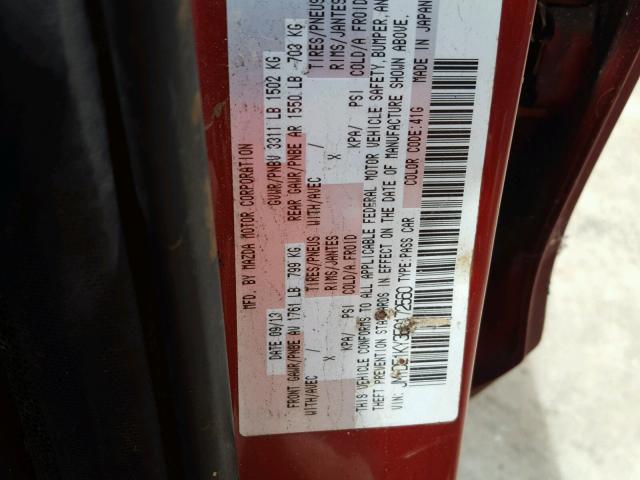 MFD. BY MAZDA MOTOR CORPORATION
DATE 09/13 GVWR/PNBV 3311 LB 1502 KG
FRONT GAWR/PNBE AV 1761 LB 799 KG REAR GAWR/PNBE AR 1550 LB 703 KG
WITH/AVEC / TIRES/PNEUS WITH/AVEC / TIRES/PNEUS
X RIMS/JANTES X RIMS/JANTES
KPA/ PSI COLD/A FROID KPA/ PSI COLD/A FROID
THIS VEHICLE CONFORMS TO ALL APPLICABLE FEDERAL MOTOR VEHICLE SAFETY, BUMPER, AND
THEFT PREVENTION STANDARDS IN EFFECT ON THE DATE OF MANUFACTURE SHOWN ABOVE.
VIN: TYPE:PASS CAR COLOR CODE:41G MADE IN JAPAN